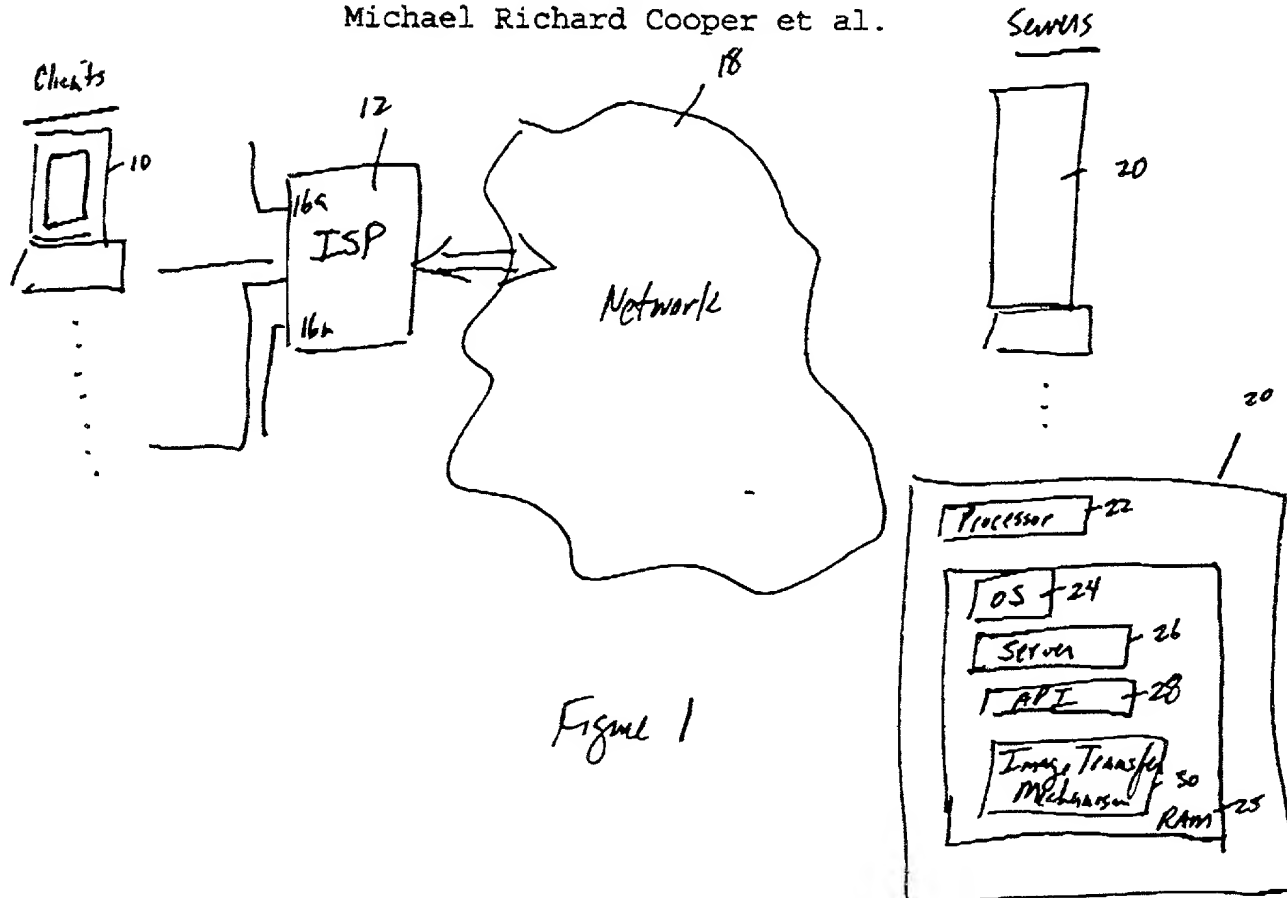 Michael Richard Cooper et al.
Servers
Clients
18
12
10
20
16a
ISP
16n
Network
20
Processor
22
OS
24
Server
26
API
28
Image Transfer
Mechanism
30
RAM
25
Figure 1